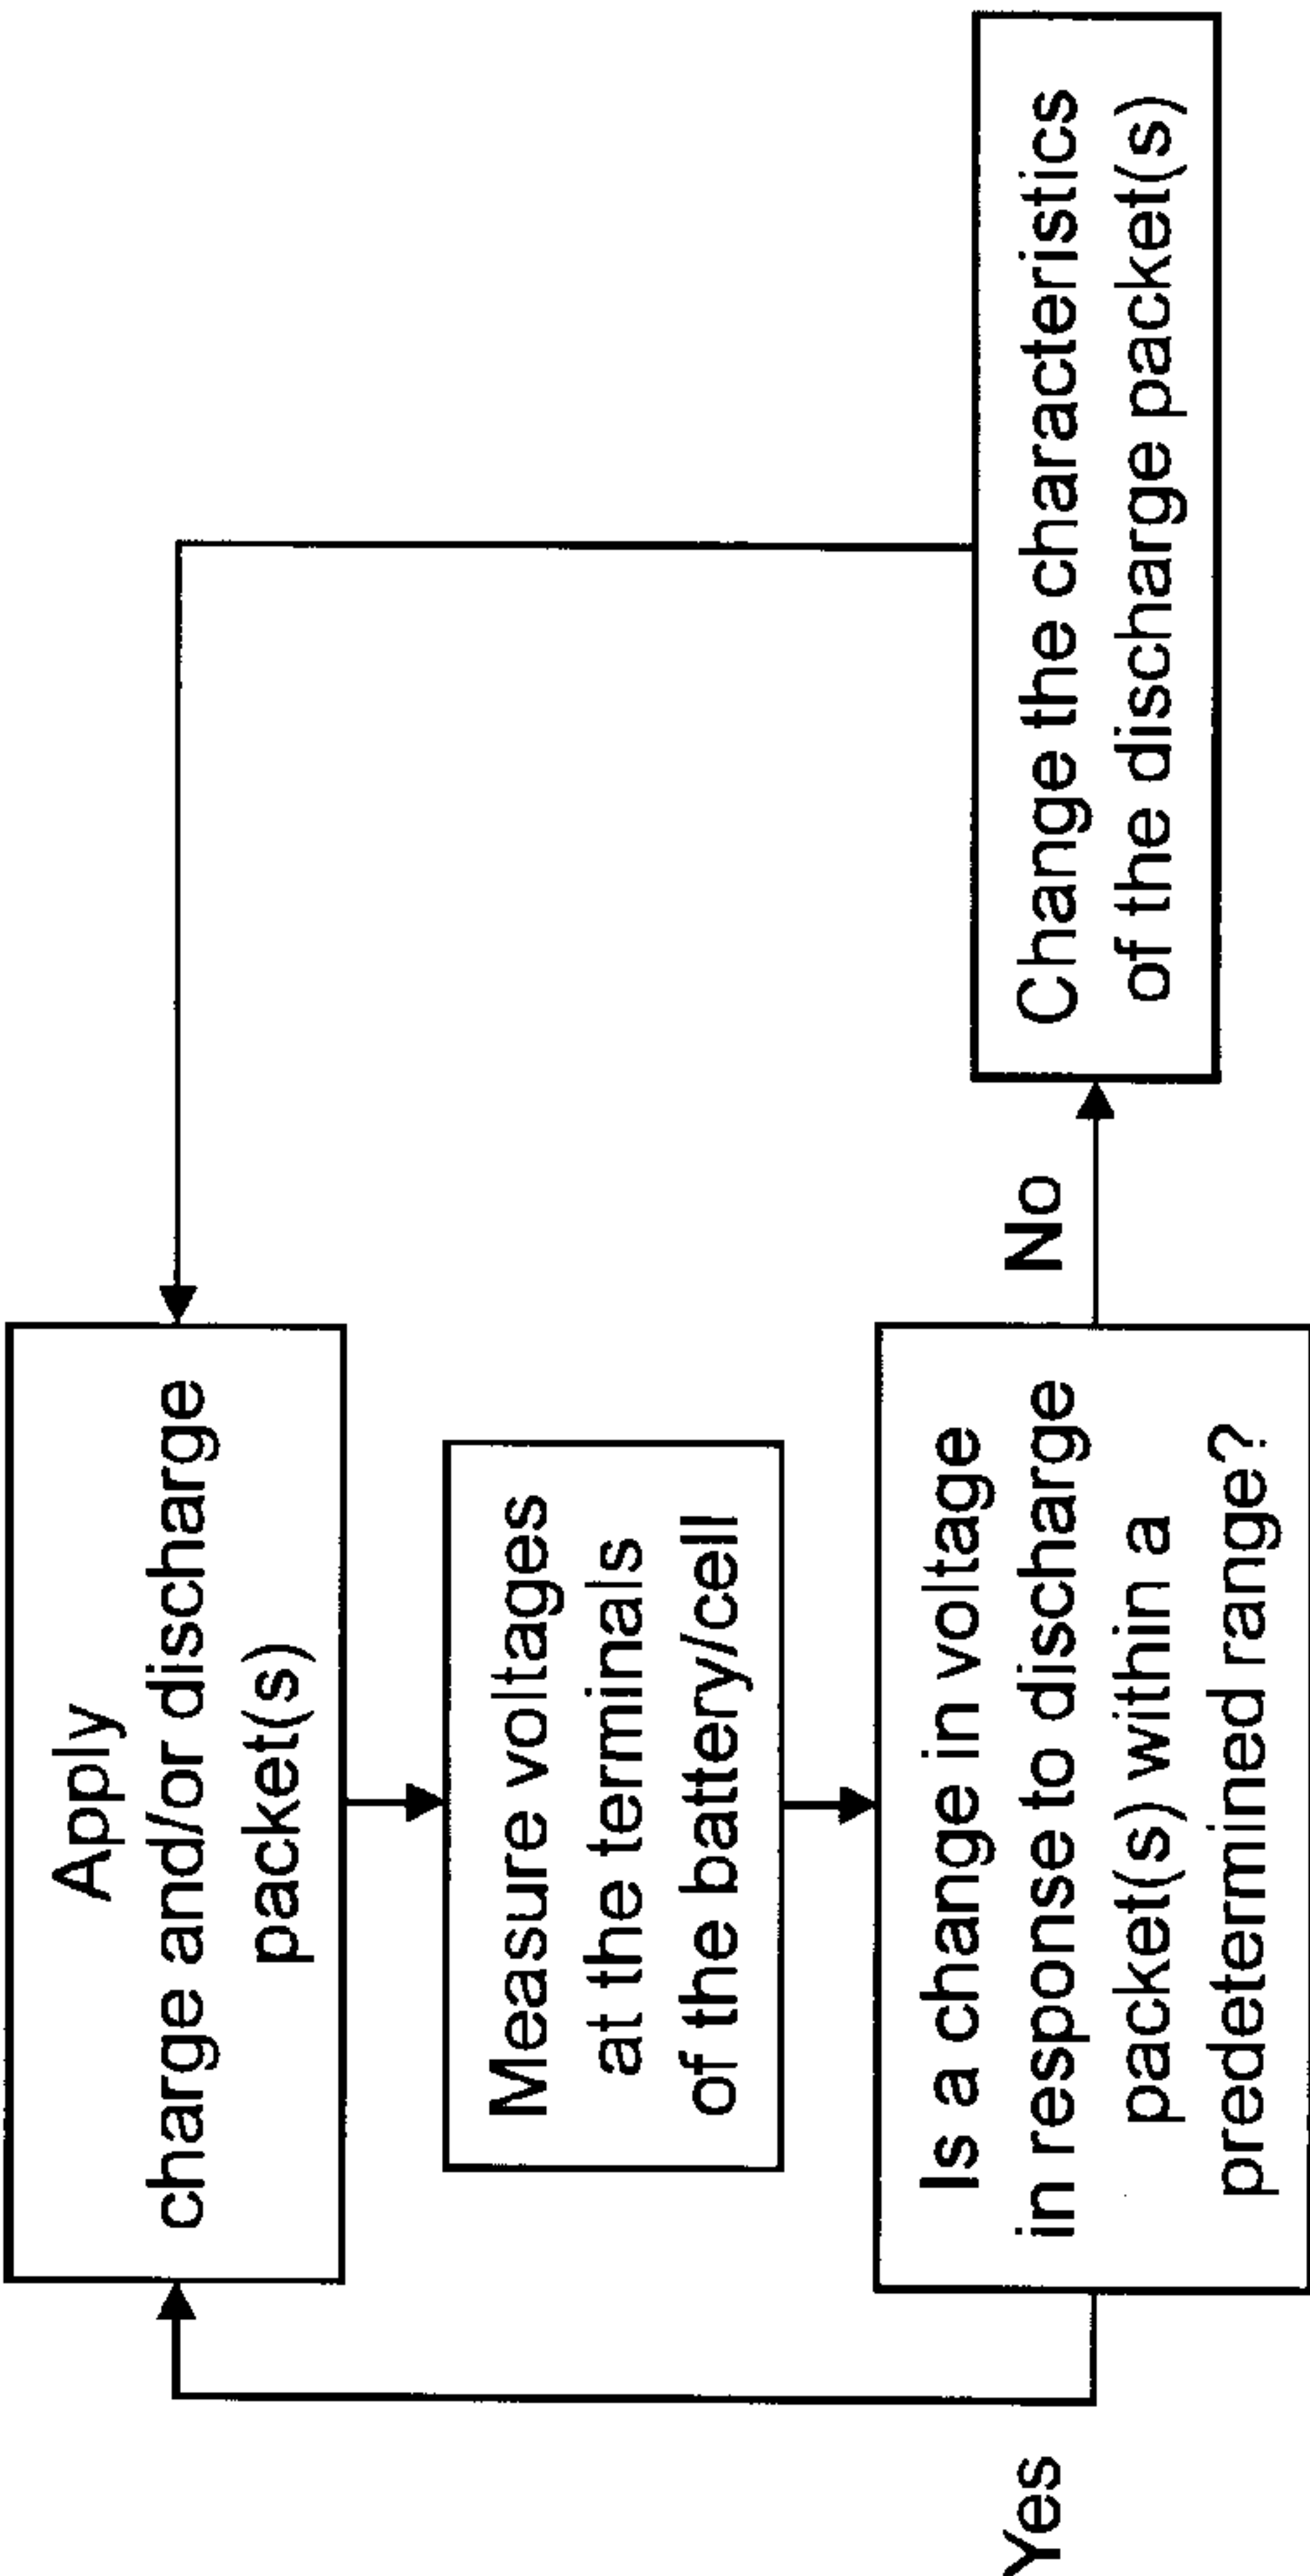 Apply
charge and/or discharge
packet(s)
Measure voltages
at the terminals
of the battery/cell
Is a change in voltage
in response to discharge
packet(s) within a
predetermined range?
Yes
No
Change the characteristics
of the discharge packet(s)